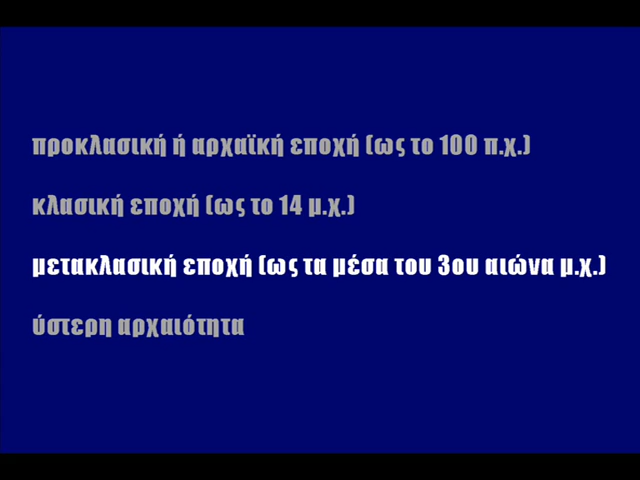 προκλασική ή αρχαϊκή εποχή (ως το 100 π.χ.)
κλασική εποχή (ως το 14 μ.χ.)
μετακλασική εποχή (ως τα μέσα του 3ου αιώνα μ.χ.)
ύστερη αρχαιότητα